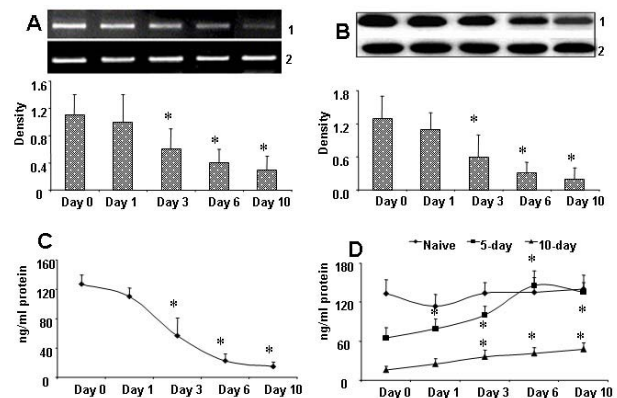 A
1
2
Density
1.2
0.8
0.4
0
* * *
Day 0 Day 1 Day 3 Day 6 Day 10
B
1
2
Density
1.8
1.2
0.6
0.0
* * *
Day 0 Day 1 Day 3 Day 6 Day 10
C
ng/ml protein
160
120
80
40
0
* * *
Day 0 Day 1 Day 3 Day 6 Day 10
D
Naive 5-day 10-day
ng/ml protein
180
120
60
0
* * * * * * *
Day 0 Day 1 Day 3 Day 6 Day 10